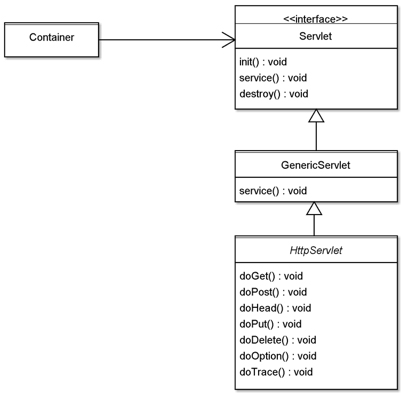 Container
<<interface>>
Servlet
init() : void
service() : void
destroy() : void
GenericServlet
service() : void
HttpServlet
doGet() : void
doPost() : void
doHead() : void
doPut() : void
doDelete() : void
doOption() : void
doTrace() : void